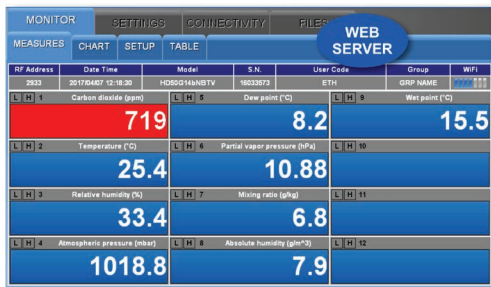 MONITOR SETTINGS CONNECTIVITY FILES
WEB SERVER
MEASURES CHART SETUP TABLE
RF Address Date Time Model S.N. User Code Group WiFi
2933 2017/04/07 12:18:30 HD50G14bNBTV 16033573 ETH GRP NAME
L H 1 Carbon dioxide (ppm) L H 5 Dew point (°C) L H 9 Wet point (°C)
719 8.2 15.5
L H 2 Temperature (°C) L H 6 Partial vapor pressure (hPa) L H 10
25.4 10.88
L H 3 Relative humidity (%) L H 7 Mixing ratio (g/kg) L H 11
33.4 6.8
L H 4 Atmospheric pressure (mbar) L H 8 Absolute humidity (g/m^3) L H 12
1018.8 7.9